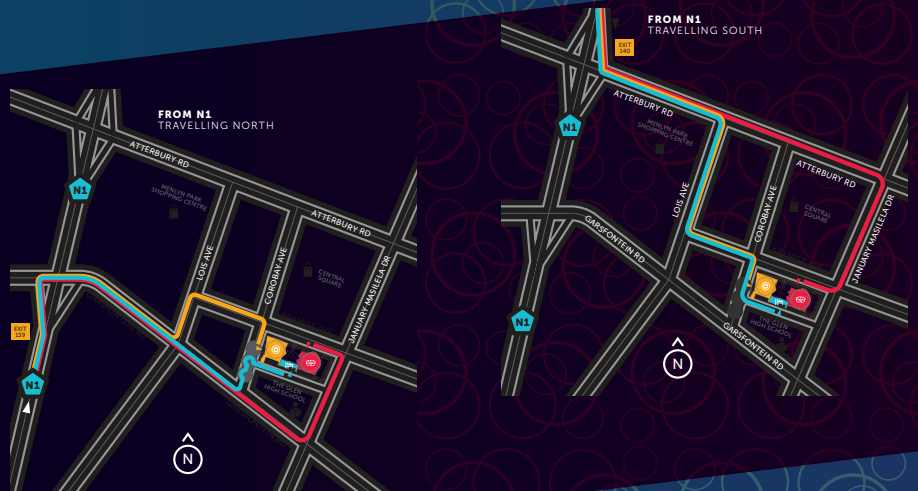 FROM N1
TRAVELLING NORTH
ATTERBURY RD
N1
MENLYN PARK
SHOPPING CENTRE
ATTERBURY RD
LOIS AVE
COROBAY AVE
CENTRAL
SQUARE
JANUARY MASILELA DR
EXIT
139
N1
THE GLEN
HIGH SCHOOL
N
FROM N1
TRAVELLING SOUTH
EXIT
140
ATTERBURY RD
N1
MENLYN PARK
SHOPPING CENTRE
ATTERBURY RD
LOIS AVE
COROBAY AVE
CENTRAL
SQUARE
JANUARY MASILELA DR
GARSFONTEIN RD
N1
THE GLEN
HIGH SCHOOL
GARSFONTEIN RD
N